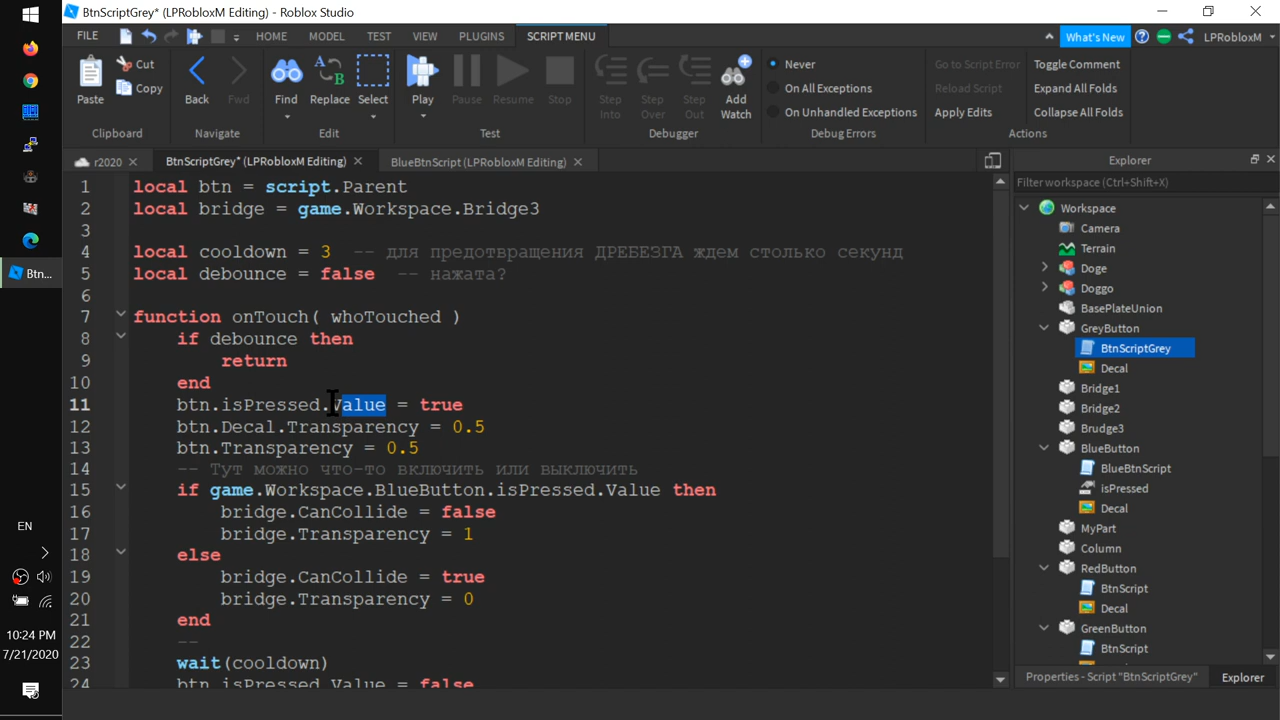 BtnScriptGrey* (LPRobloxM Editing) - Roblox Studio
FILE HOME MODEL TEST VIEW PLUGINS SCRIPT MENU What's New LPRobloxM
Paste Cut Copy Back Fwd Find Replace Select Play Pause Resume Stop Step Into Step Over Step Out Add Watch
Never
On All Exceptions
On Unhandled Exceptions
Go to Script Error
Reload Script
Apply Edits
Toggle Comment
Expand All Folds
Collapse All Folds
Clipboard Navigate Edit Test Debugger Debug Errors Actions
r2020 BtnScriptGrey* (LPRobloxM Editing) BlueBtnScript (LPRobloxM Editing)
1 local btn = script.Parent
2 local bridge = game.Workspace.Bridge3
3
4 local cooldown = 3 -- для предотвращения ДРЕБЕЗГА ждем столько секунд
5 local debounce = false -- нажата?
6
7 function onTouch( whoTouched )
8 if debounce then
9 return
10 end
11 btn.isPressed.Value = true
12 btn.Decal.Transparency = 0.5
13 btn.Transparency = 0.5
14 -- Тут можно что-то включить или выключить
15 if game.Workspace.BlueButton.isPressed.Value then
16 bridge.CanCollide = false
17 bridge.Transparency = 1
18 else
19 bridge.CanCollide = true
20 bridge.Transparency = 0
21 end
22 --
23 wait(cooldown)
24 btn.isPressed.Value = false
Explorer
Filter workspace (Ctrl+Shift+X)
Workspace
Camera
Terrain
Doge
Doggo
BasePlateUnion
GreyButton
BtnScriptGrey
Decal
Bridge1
Bridge2
Brudge3
BlueButton
BlueBtnScript
isPressed
Decal
MyPart
Column
RedButton
BtnScript
Decal
GreenButton
BtnScript
Properties - Script "BtnScriptGrey" Explorer
Btn...
EN
10:24 PM
7/21/2020